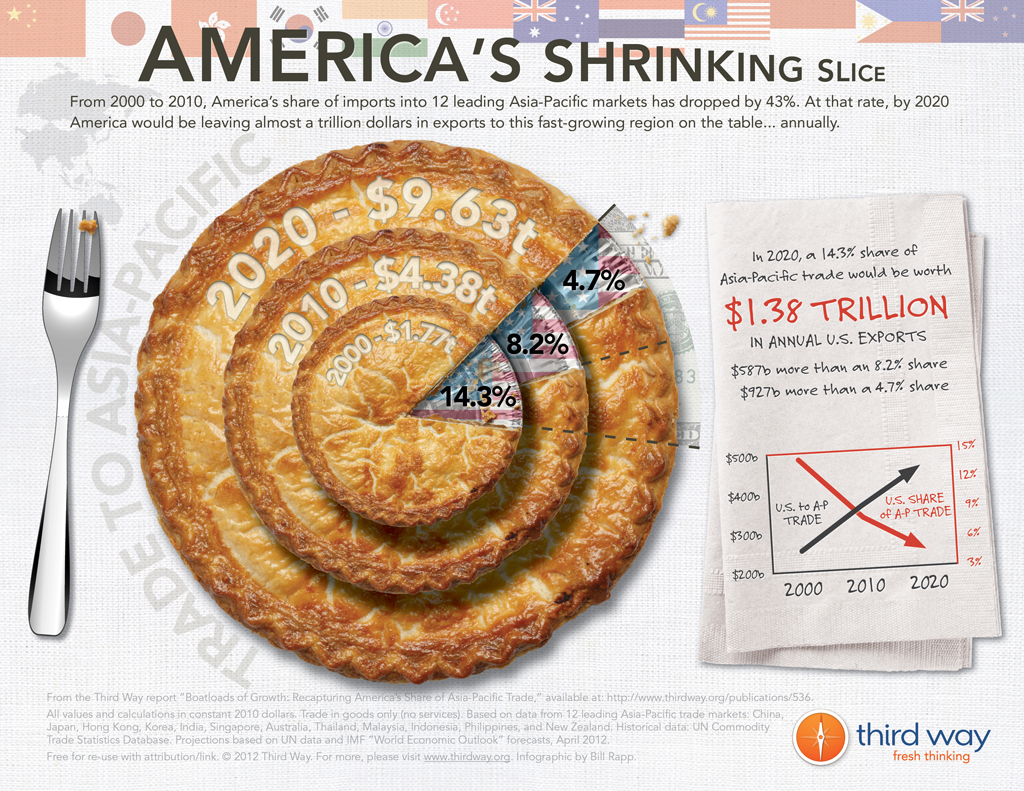 AMERICA'S SHRINKING SLICE
From 2000 to 2010, America's share of imports into 12 leading Asia-Pacific markets has dropped by 43%. At that rate, by 2020
America would be leaving almost a trillion dollars in exports to this fast-growing region on the table... annually.
TRADE TO ASIA-PACIFIC
2020 - $9.63t
2010 - $4.38t
2000 - $1.77t
4.7%
8.2%
14.3%
In 2020, a 14.3% share of
Asia-Pacific trade would be worth
$1.38 TRILLION
IN ANNUAL U.S. EXPORTS
$587b more than an 8.2% share
$927b more than a 4.7% share
$500b
$400b
$300b
$200b
15%
12%
9%
6%
3%
U.S. to A-P
TRADE
U.S. SHARE
of A-P TRADE
2000 2010 2020
From the Third Way report "Boatloads of Growth: Recapturing America's Share of Asia-Pacific Trade," available at: http://www.thirdway.org/publications/536.
All values and calculations in constant 2010 dollars. Trade in goods only (no services). Based on data from 12 leading Asia-Pacific trade markets: China,
Japan, Hong Kong, Korea, India, Singapore, Australia, Thailand, Malaysia, Indonesia, Philippines, and New Zealand. Historical data: UN Commodity
Trade Statistics Database. Projections based on UN data and IMF "World Economic Outlook" forecasts, April 2012.
Free for re-use with attribution/link. © 2012 Third Way. For more, please visit www.thirdway.org. Infographic by Bill Rapp.
third way
fresh thinking